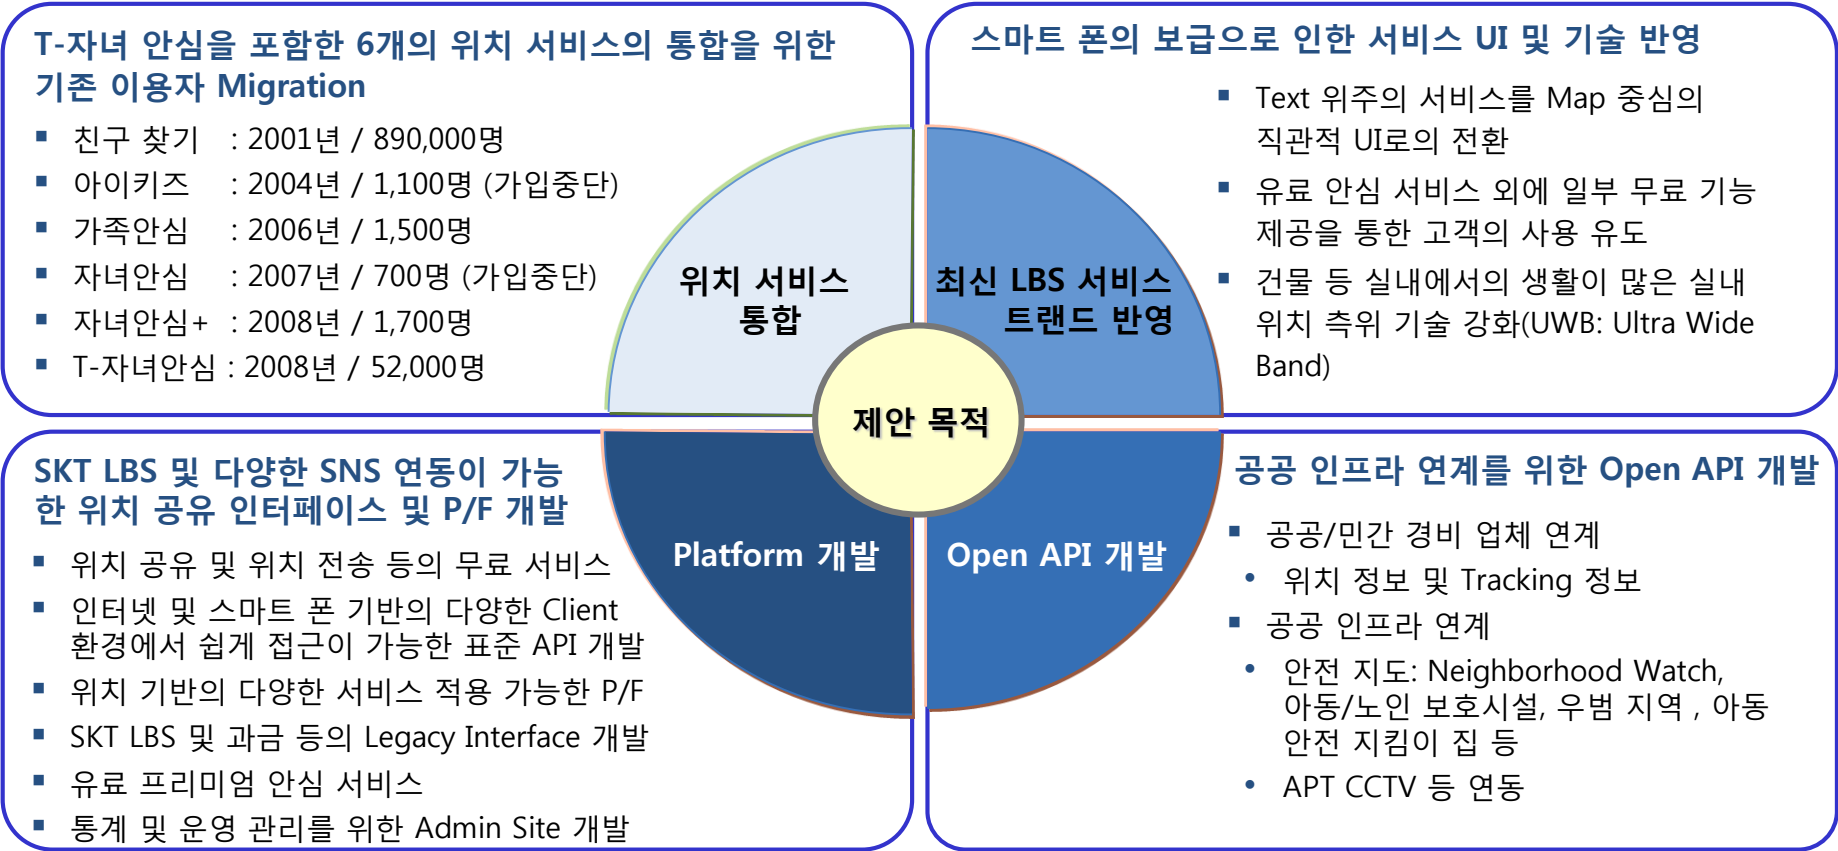 T-자녀 안심을 포함한 6개의 위치 서비스의 통합을 위한
기존 이용자 Migration
▪ 친구 찾기 : 2001년 / 890,000명
▪ 아이키즈 : 2004년 / 1,100명 (가입중단)
▪ 가족안심 : 2006년 / 1,500명
▪ 자녀안심 : 2007년 / 700명 (가입중단)
▪ 자녀안심+ : 2008년 / 1,700명
▪ T-자녀안심 : 2008년 / 52,000명
스마트 폰의 보급으로 인한 서비스 UI 및 기술 반영
▪ Text 위주의 서비스를 Map 중심의
직관적 UI로의 전환
▪ 유료 안심 서비스 외에 일부 무료 기능
제공을 통한 고객의 사용 유도
▪ 건물 등 실내에서의 생활이 많은 실내
위치 측위 기술 강화(UWB: Ultra Wide
Band)
위치 서비스
통합
최신 LBS 서비스
트랜드 반영
제안 목적
Platform 개발
Open API 개발
SKT LBS 및 다양한 SNS 연동이 가능
한 위치 공유 인터페이스 및 P/F 개발
▪ 위치 공유 및 위치 전송 등의 무료 서비스
▪ 인터넷 및 스마트 폰 기반의 다양한 Client
환경에서 쉽게 접근이 가능한 표준 API 개발
▪ 위치 기반의 다양한 서비스 적용 가능한 P/F
▪ SKT LBS 및 과금 등의 Legacy Interface 개발
▪ 유료 프리미엄 안심 서비스
▪ 통계 및 운영 관리를 위한 Admin Site 개발
공공 인프라 연계를 위한 Open API 개발
▪ 공공/민간 경비 업체 연계
• 위치 정보 및 Tracking 정보
▪ 공공 인프라 연계
• 안전 지도: Neighborhood Watch,
아동/노인 보호시설, 우범 지역 , 아동
안전 지킴이 집 등
• APT CCTV 등 연동